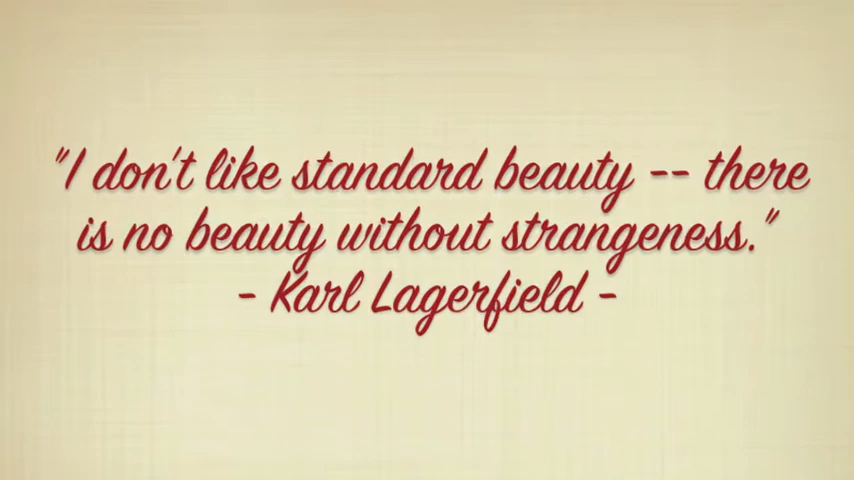 "I don't like standard beauty -- there
is no beauty without strangeness."
- Karl Lagerfield -